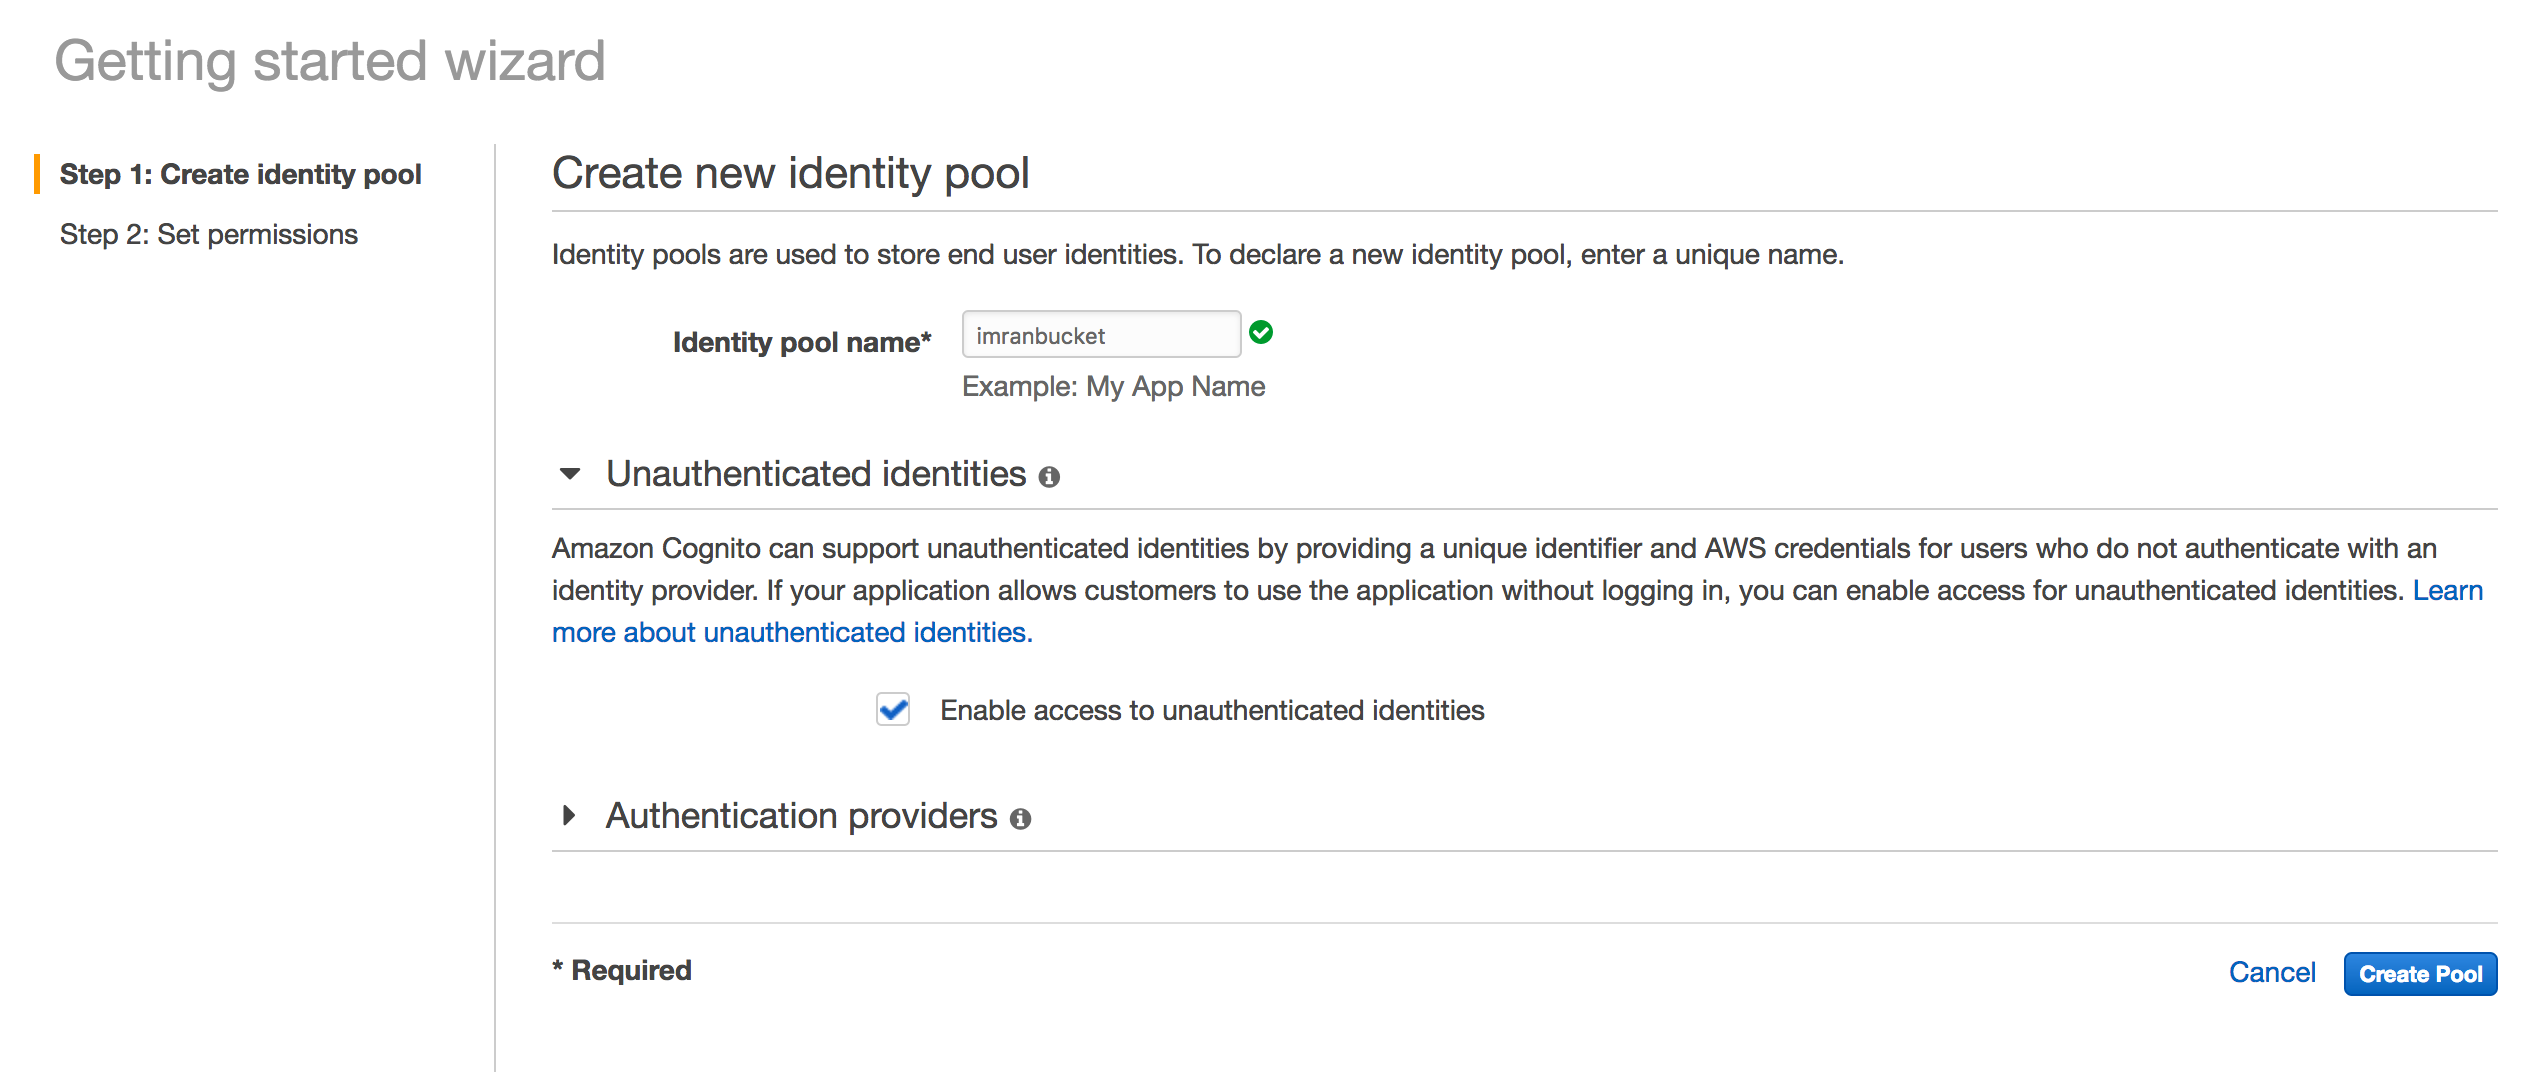 Getting started wizard
Step 1: Create identity pool
Step 2: Set permissions
Create new identity pool
Identity pools are used to store end user identities. To declare a new identity pool, enter a unique name.
Identity pool name*
imranbucket
Example: My App Name
Unauthenticated identities
Amazon Cognito can support unauthenticated identities by providing a unique identifier and AWS credentials for users who do not authenticate with an
identity provider. If your application allows customers to use the application without logging in, you can enable access for unauthenticated identities. Learn
more about unauthenticated identities.
Enable access to unauthenticated identities
Authentication providers
* Required
Cancel
Create Pool